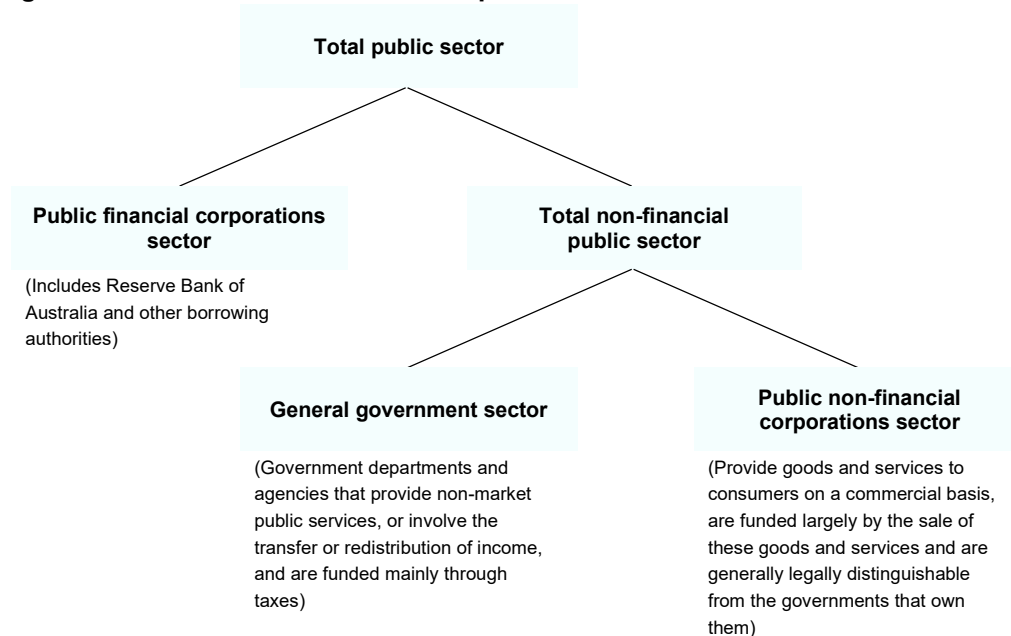 Total public sector
Public financial corporations
sector
Total non-financial
public sector
(Includes Reserve Bank of
Australia and other borrowing
authorities)
General government sector
Public non-financial
corporations sector
(Government departments and
agencies that provide non-market
public services, or involve the
transfer or redistribution of income,
and are funded mainly through
taxes)
(Provide goods and services to
consumers on a commercial basis,
are funded largely by the sale of
these goods and services and are
generally legally distinguishable
from the governments that own
them)